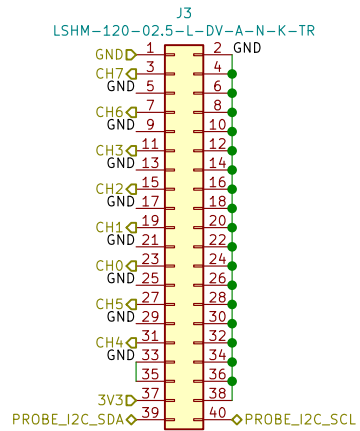 J3
LSHM-120-02.5-L-DV-A-N-K-TR
GND 1 2 GND
CH7 3 4
GND 5 6
CH6 7 8
GND 9 10
CH3 11 12
GND 13 14
CH2 15 16
GND 17 18
CH1 19 20
GND 21 22
CH0 23 24
GND 25 26
CH5 27 28
GND 29 30
CH4 31 32
GND 33 34
35 36
3V3 37 38
PROBE_I2C_SDA 39 40 PROBE_I2C_SCL